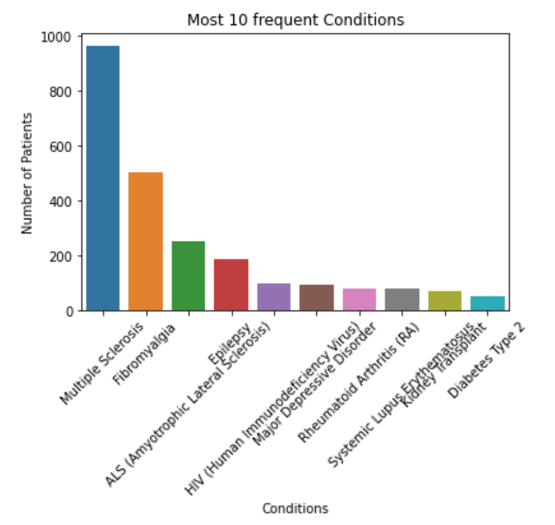 Most 10 frequent Conditions
1000
800
600
400
200
0
Number of Patients
Multiple Sclerosis
Fibromyalgia
ALS (Amyotrophic Lateral Sclerosis)
Epilepsy
HIV (Human Immunodeficiency Virus)
Major Depressive Disorder
Rheumatoid Arthritis (RA)
Systemic Lupus Erythematosus
Kidney Transplant
Diabetes Type 2
Conditions